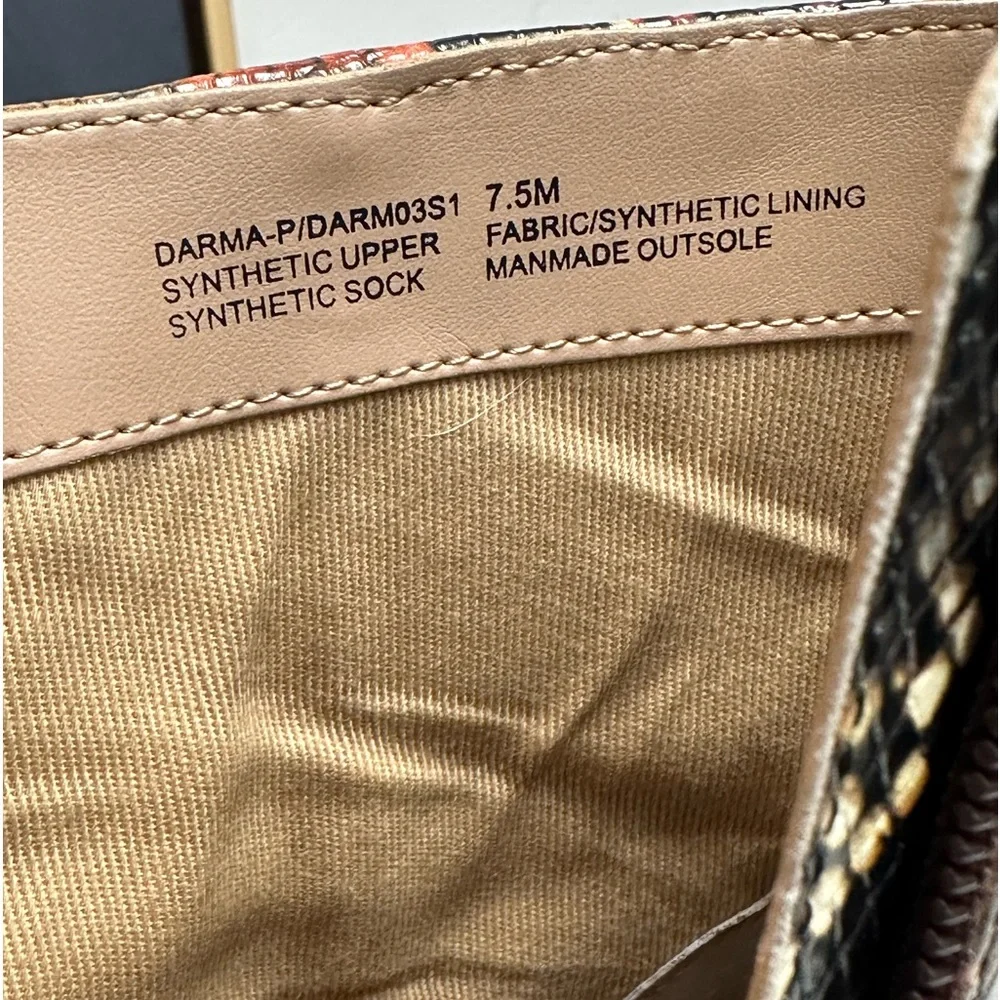 DARMA-P/DARM03S1 7.5M
SYNTHETIC UPPER FABRIC/SYNTHETIC LINING
SYNTHETIC SOCK MANMADE OUTSOLE